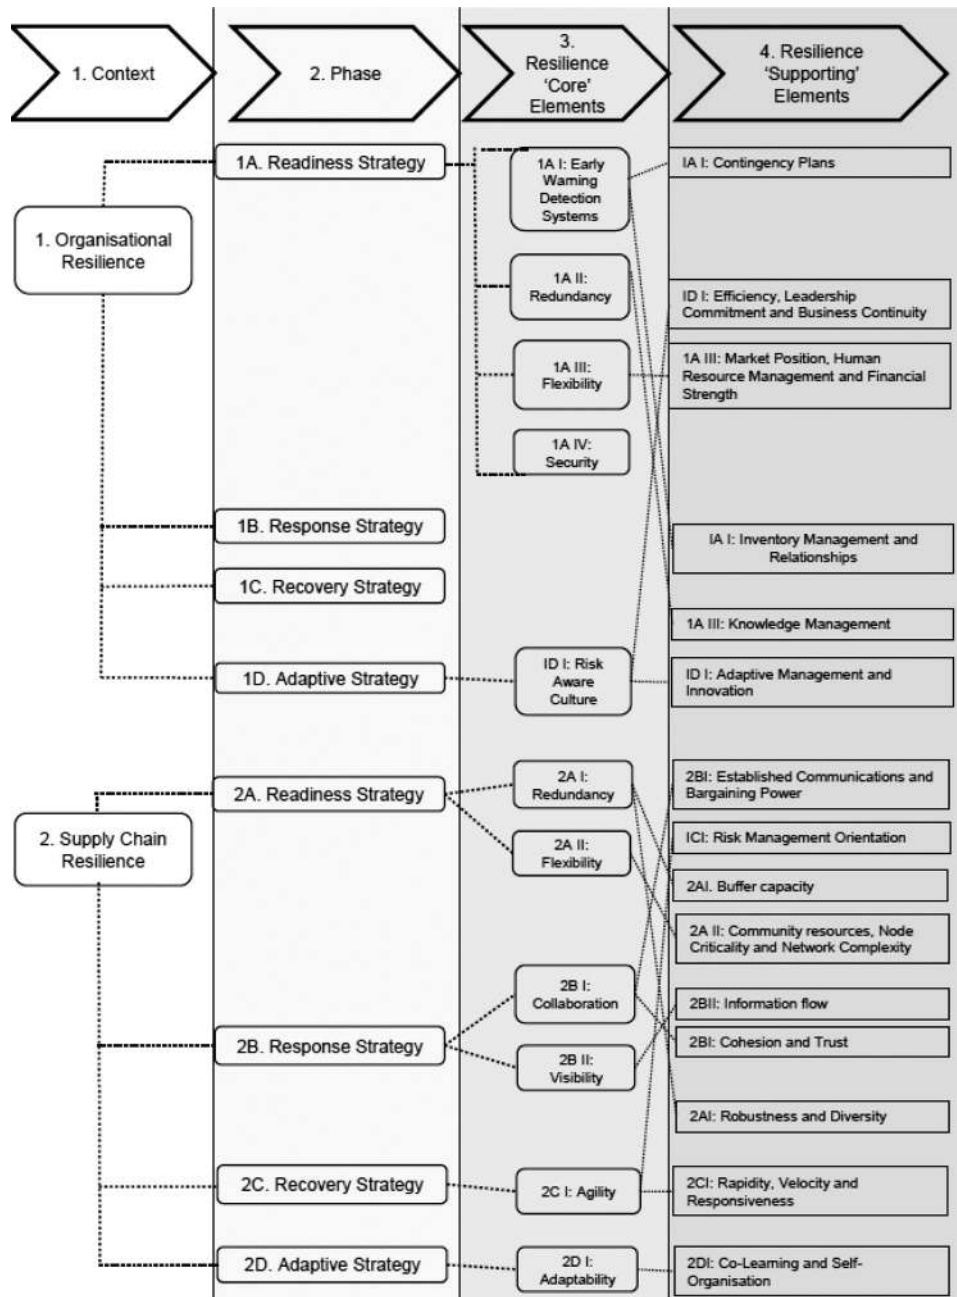 1. Context
2. Phase
3.
Resilience
'Core'
Elements
4. Resilience
'Supporting'
Elements
1A. Readiness Strategy
1A I: Early
Warning
Detection
Systems
IA I: Contingency Plans
1. Organisational
Resilience
1A II:
Redundancy
ID I: Efficiency, Leadership
Commitment and Business Continuity
1A III:
Flexibility
1A III: Market Position, Human
Resource Management and Financial
Strength
1A IV:
Security
1B. Response Strategy
IA I: Inventory Management and
Relationships
1C. Recovery Strategy
1A III: Knowledge Management
1D. Adaptive Strategy
ID I: Risk
Aware
Culture
ID I: Adaptive Management and
Innovation
2A. Readiness Strategy
2A I:
Redundancy
2BI: Established Communications and
Bargaining Power
2. Supply Chain
Resilience
2A II:
Flexibility
ICI: Risk Management Orientation
2AI. Buffer capacity
2A II: Community resources, Node
Criticality and Network Complexity
2B I:
Collaboration
2BII: Information flow
2B. Response Strategy
2B II:
Visibility
2BI: Cohesion and Trust
2AI: Robustness and Diversity
2C. Recovery Strategy
2C I: Agility
2CI: Rapidity, Velocity and
Responsiveness
2D. Adaptive Strategy
2D I:
Adaptability
2DI: Co-Learning and Self-
Organisation